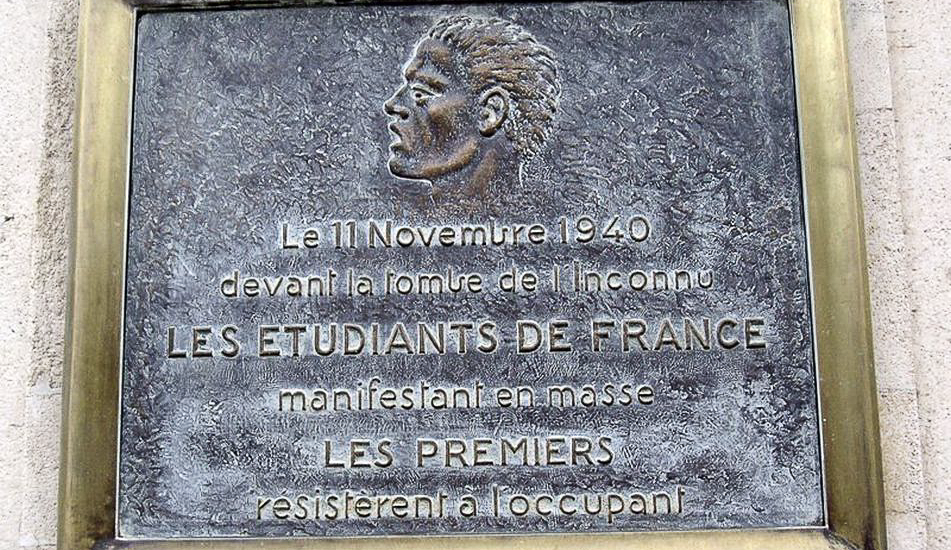 Le 11 Novembre 1940
devant la tombe de l'Inconnu
LES ETUDIANTS DE FRANCE
manifestant en masse
LES PREMIERS
résistèrent à l'occupant